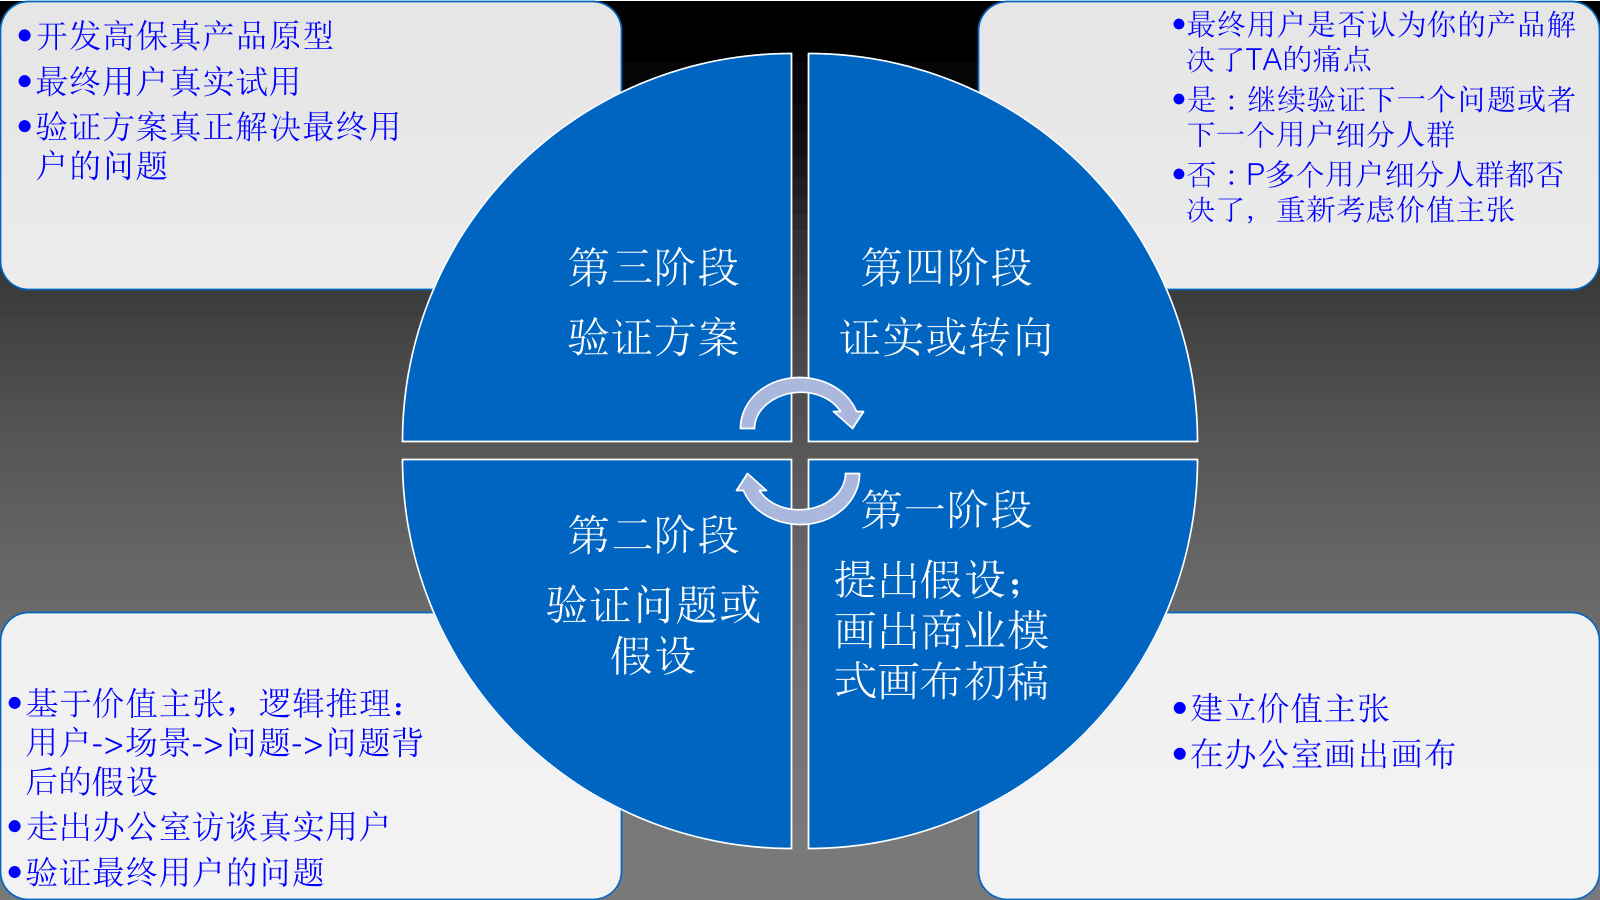 •开发高保真产品原型
•最终用户真实试用
•验证方案真正解决最终用
户的问题
•最终用户是否认为你的产品解
决了TA的痛点
•是：继续验证下一个问题或者
下一个用户细分人群
•否：P多个用户细分人群都否
决了，重新考虑价值主张
第三阶段
验证方案
第四阶段
证实或转向
第二阶段
验证问题或
假设
第一阶段
提出假设；
画出商业模
式画布初稿
•基于价值主张，逻辑推理：
用户->场景->问题->问题背
后的假设
•走出办公室访谈真实用户
•验证最终用户的问题
•建立价值主张
•在办公室画出画布